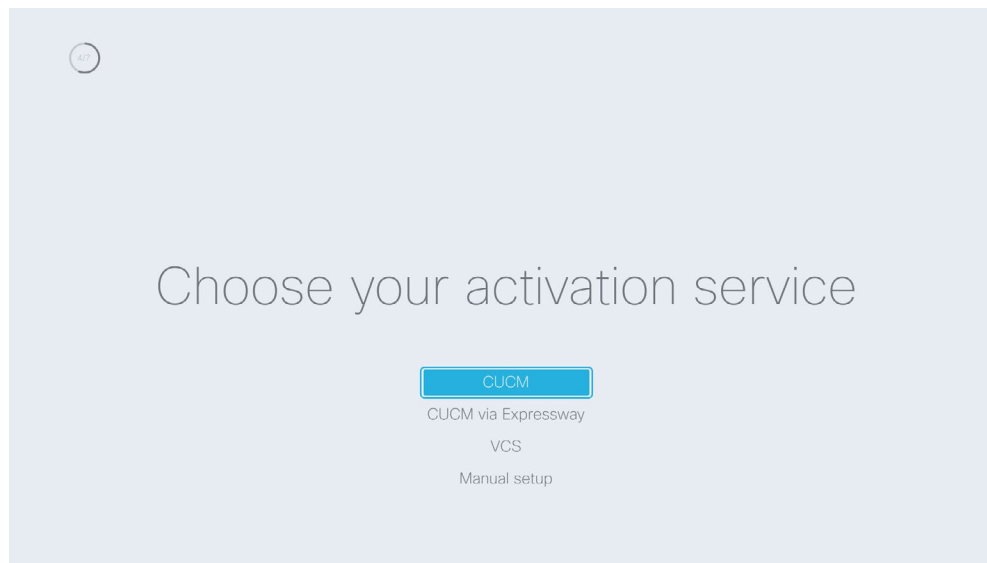 4/7
Choose your activation service
CUCM
CUCM via Expressway
VCS
Manual setup